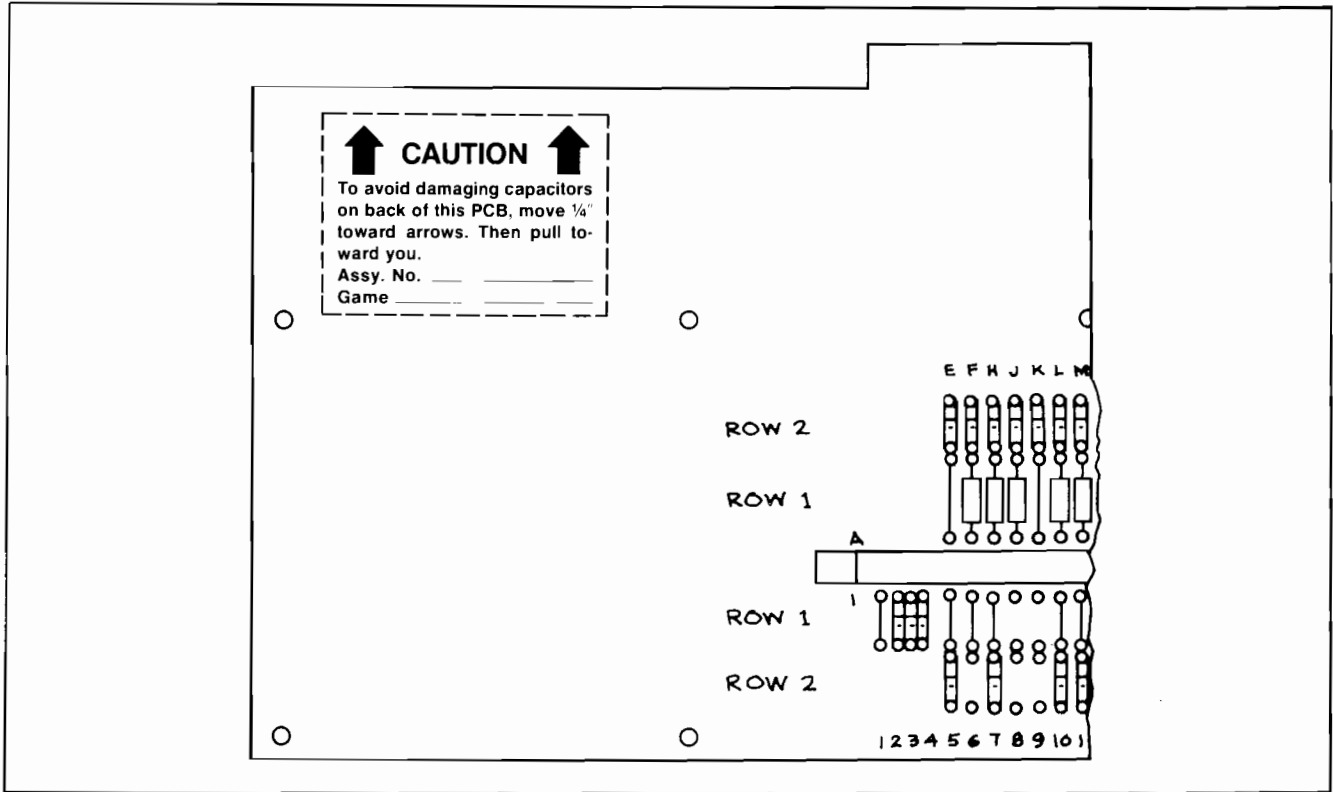 CAUTION
To avoid damaging capacitors
on back of this PCB, move ¼"
toward arrows. Then pull to-
ward you.
Assy. No.
Game
E F H J K L M
ROW 2
ROW 1
A
1
ROW 1
ROW 2
1 2 3 4 5 6 7 8 9 10 1